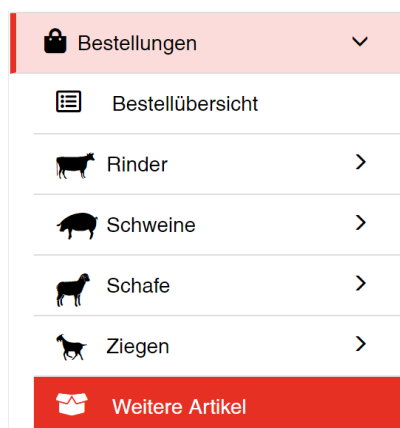 Bestellungen
Bestellübersicht
Rinder
Schweine
Schafe
Ziegen
Weitere Artikel